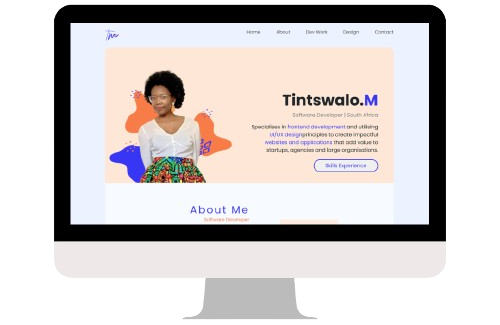 Home About Dev Work Design Contact
Tintswalo.M
Software Developer | South Africa
Specialises in frontend development and utilising
UI/UX design principles to create impactful
websites and applications that add value to
startups, agencies and large organisations.
Skills Experience
About Me
Software Developer